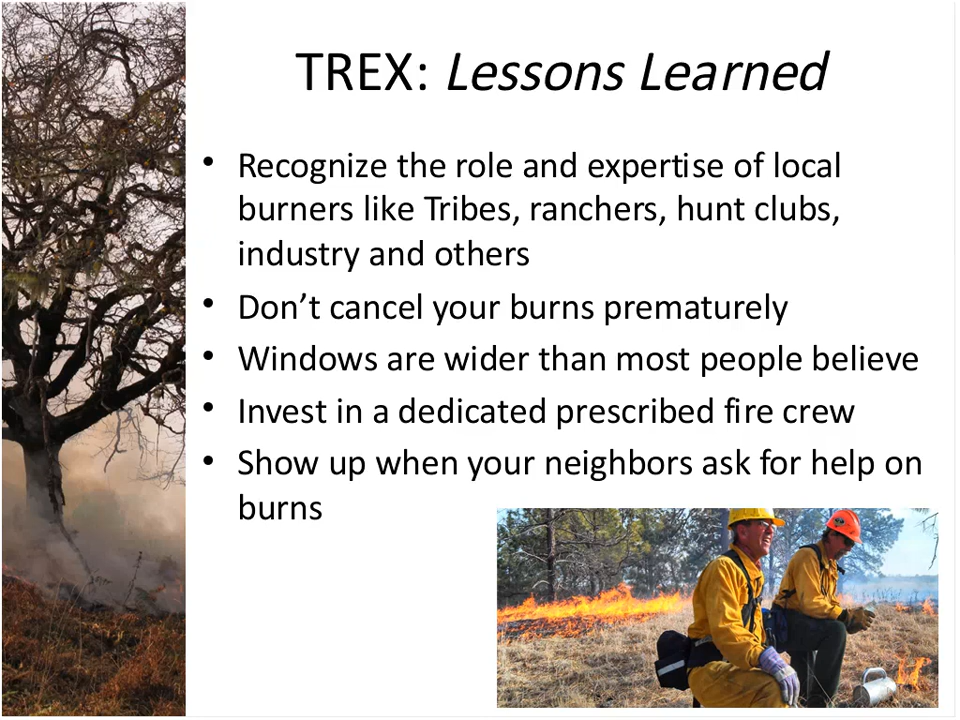 TREX: Lessons Learned
• Recognize the role and expertise of local
burners like Tribes, ranchers, hunt clubs,
industry and others
• Don’t cancel your burns prematurely
• Windows are wider than most people believe
• Invest in a dedicated prescribed fire crew
• Show up when your neighbors ask for help on
burns